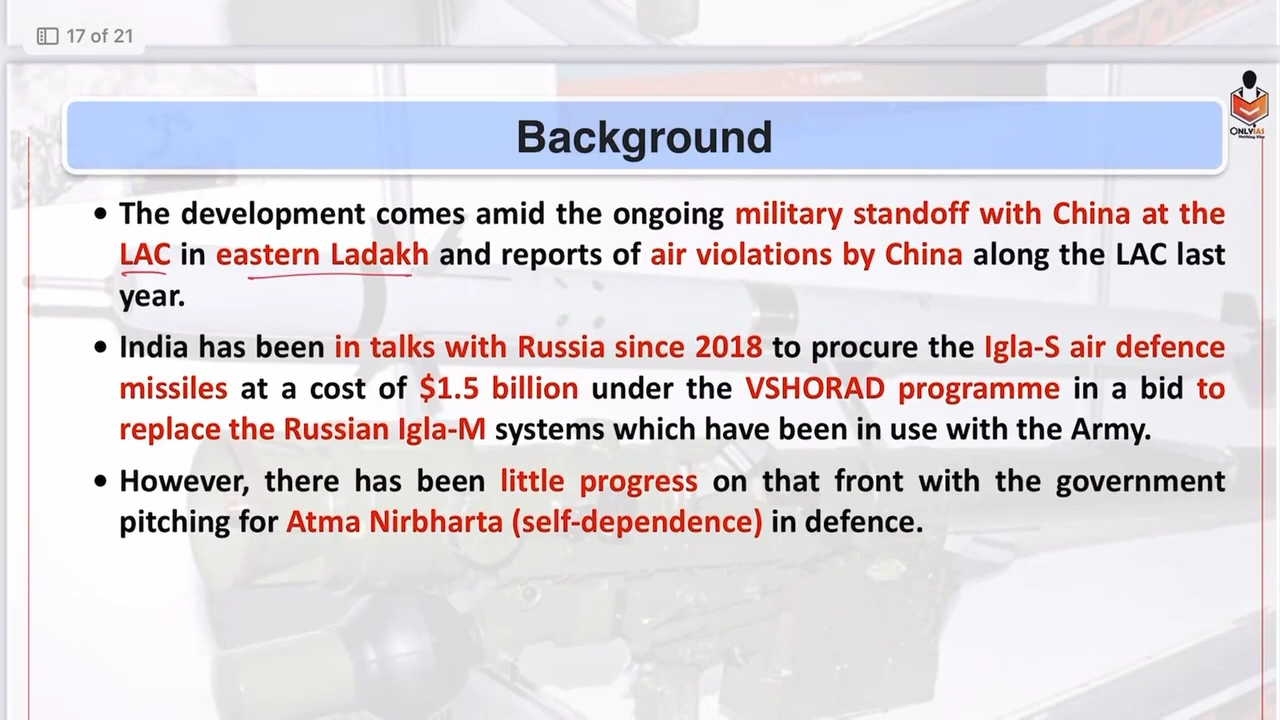 17 of 21
Background
ONLYIAS
Nothing Else
• The development comes amid the ongoing military standoff with China at the
LAC in eastern Ladakh and reports of air violations by China along the LAC last
year.
• India has been in talks with Russia since 2018 to procure the Igla-S air defence
missiles at a cost of $1.5 billion under the VSHORAD programme in a bid to
replace the Russian Igla-M systems which have been in use with the Army.
• However, there has been little progress on that front with the government
pitching for Atma Nirbharta (self-dependence) in defence.